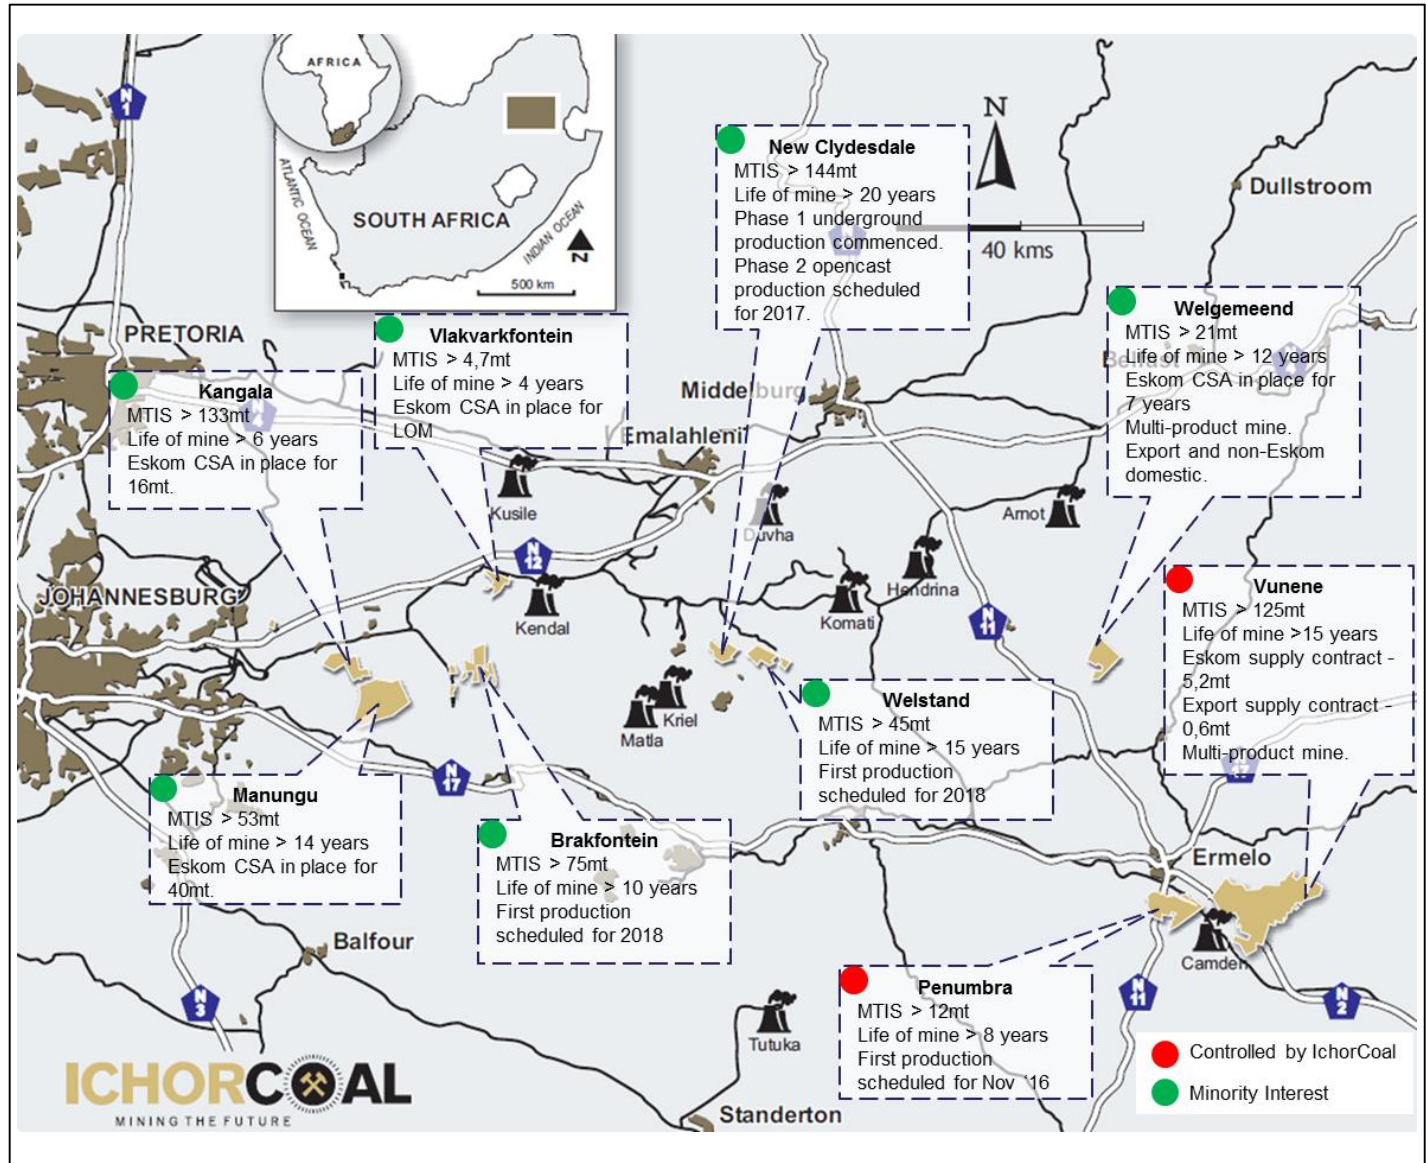 AFRICA
N
1
ATLANTIC OCEAN
SOUTH AFRICA
INDIAN OCEAN
N
500 km
N
40 kms
Dullstroom
New Clydesdale
MTIS > 144mt
Life of mine > 20 years
Phase 1 underground
production commenced.
Phase 2 opencast
production scheduled
for 2017.
Welgemeend
MTIS > 21mt
Life of mine > 12 years
Eskom CSA in place for
7 years
Multi-product mine.
Export and non-Eskom
domestic.
Vlakvarkfontein
MTIS > 4,7mt
Life of mine > 4 years
Eskom CSA in place for
LOM
PRETORIA
Kangala
MTIS > 133mt
Life of mine > 6 years
Eskom CSA in place for
16mt.
Middelburg
Emalahleni
Belfast
Kusile
Duvha
Arnot
N
12
Kendal
Hendrina
Komati
N
11
JOHANNESBURG
Vunene
MTIS > 125mt
Life of mine >15 years
Eskom supply contract -
5,2mt
Export supply contract -
0,6mt
Multi-product mine.
Kriel
Matla
Welstand
MTIS > 45mt
Life of mine > 15 years
First production
scheduled for 2018
N
17
Manungu
MTIS > 53mt
Life of mine > 14 years
Eskom CSA in place for
40mt.
Brakfontein
MTIS > 75mt
Life of mine > 10 years
First production
scheduled for 2018
Ermelo
Camden
Balfour
N
3
Penumbra
MTIS > 12mt
Life of mine > 8 years
First production
scheduled for Nov '16
N
11
N
2
Tutuka
Standerton
Controlled by IchorCoal
Minority Interest
ICHORCOAL
MINING THE FUTURE